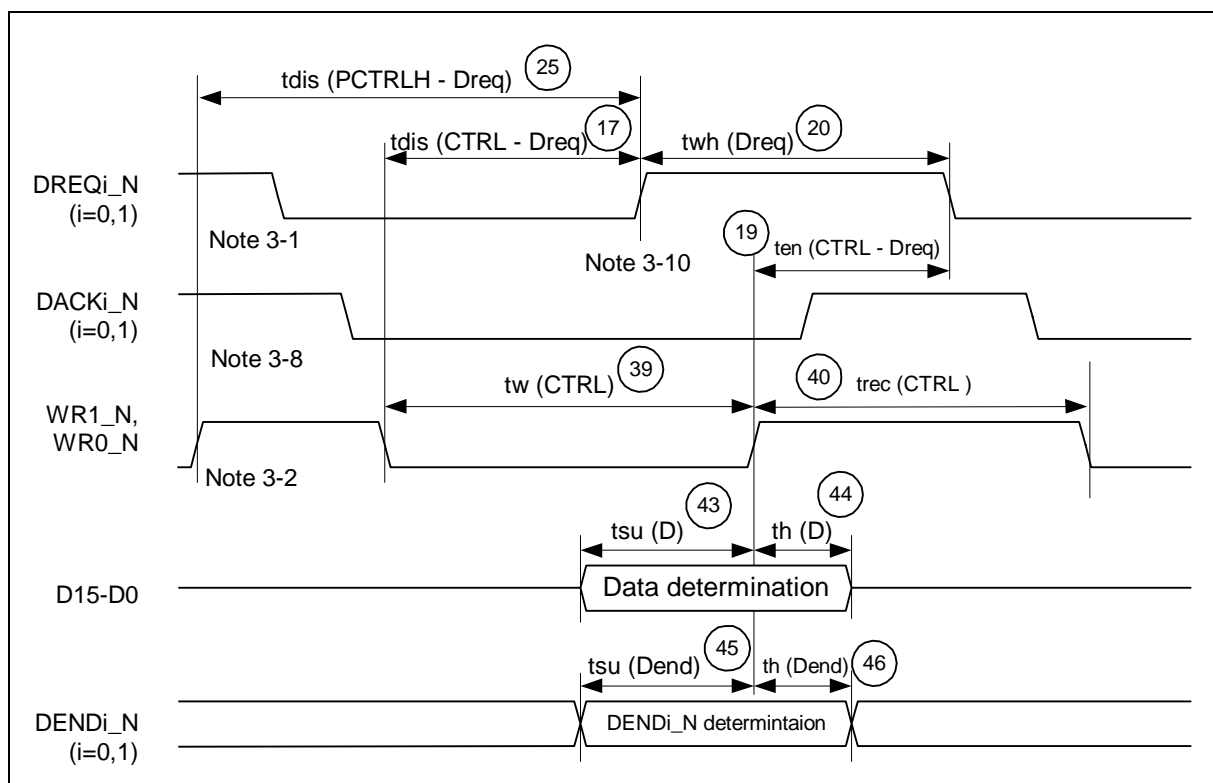 25
tdis (PCTRLH - Dreq)
17
20
tdis (CTRL - Dreq)
twh (Dreq)
DREQi_N
(i=0,1)
Note 3-1
19
ten (CTRL - Dreq)
Note 3-10
DACKi_N
(i=0,1)
Note 3-8
39
tw (CTRL)
40
trec (CTRL )
WR1_N,
WR0_N
Note 3-2
43
44
tsu (D)
th (D)
D15-D0
Data determination
45
tsu (Dend)
th (Dend)
46
DENDi_N
(i=0,1)
DENDi_N determintaion